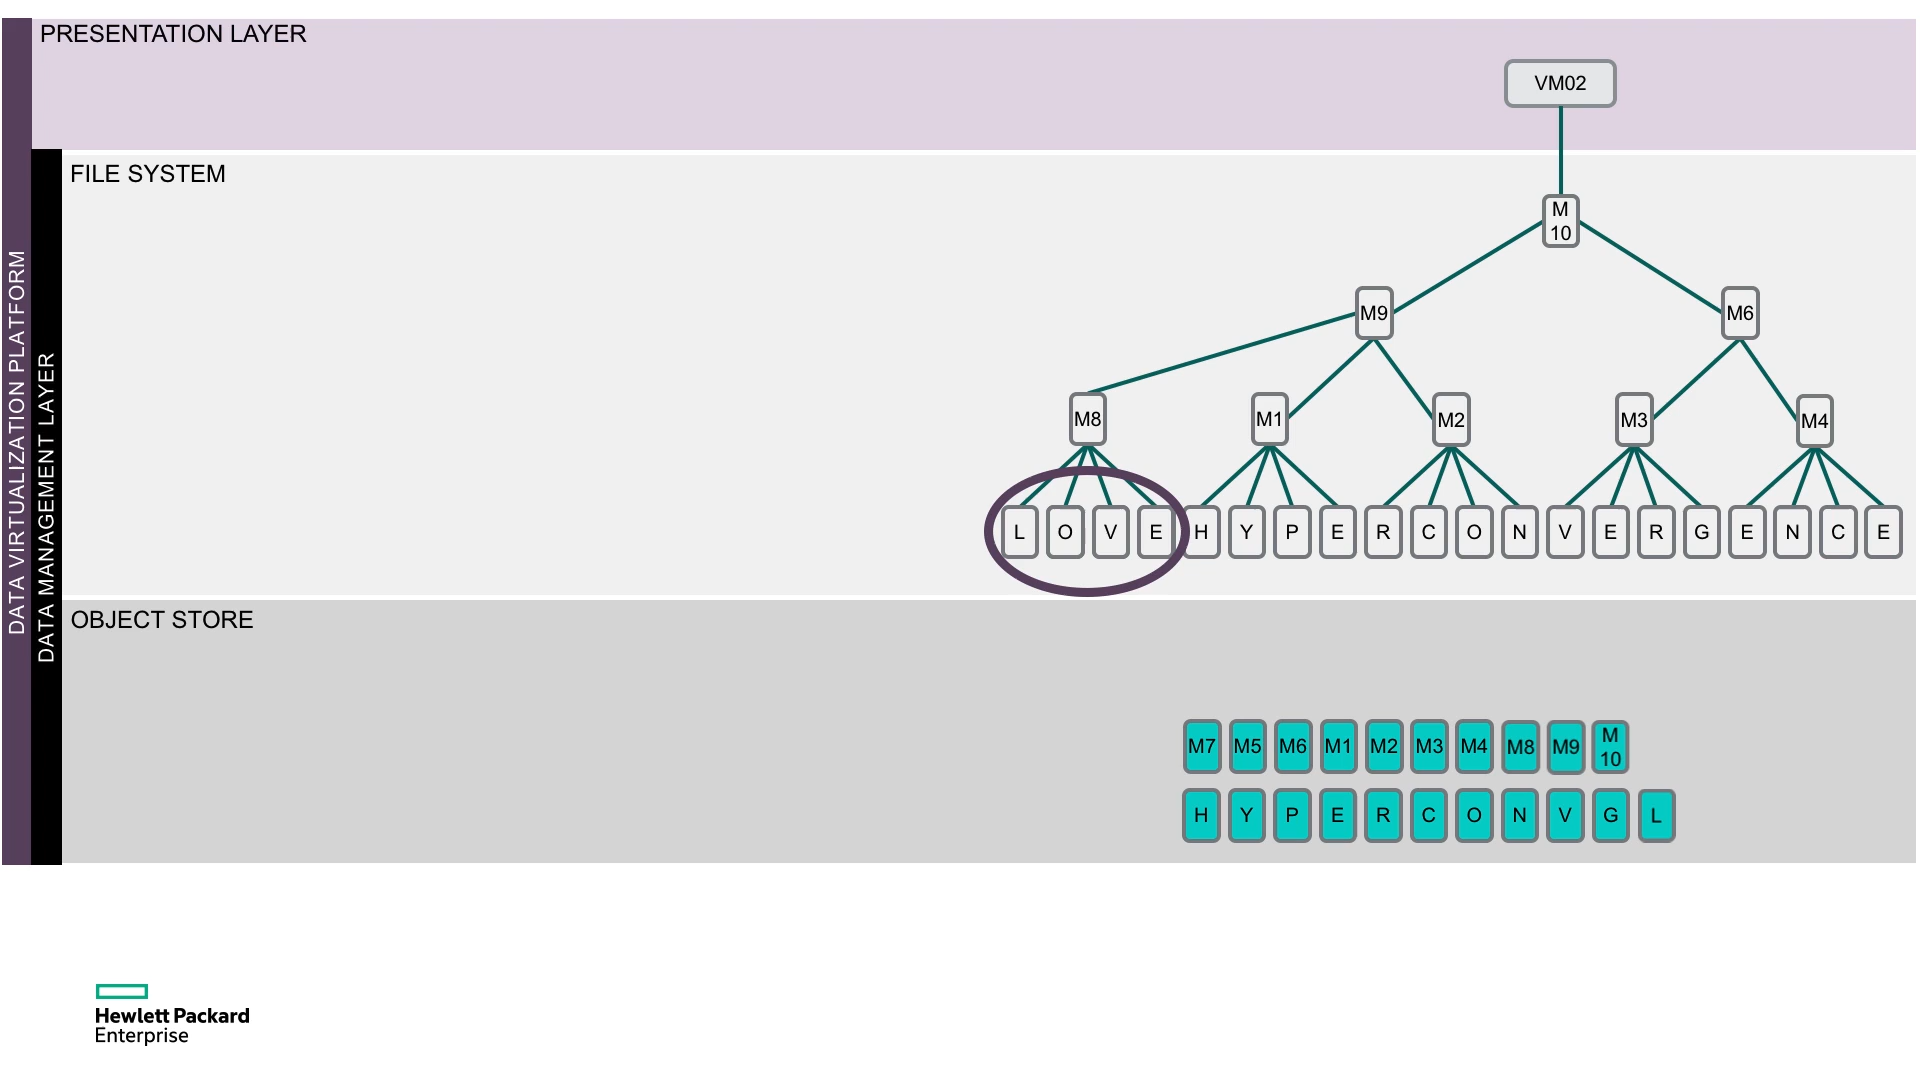 PRESENTATION LAYER
VM02
FILE SYSTEM
M
10
M9 M6
M8 M1 M2 M3 M4
L O V E H Y P E R C O N V E R G E N C E
OBJECT STORE
M7 M5 M6 M1 M2 M3 M4 M8 M9 M
10
H Y P E R C O N V G L
DATA VIRTUALIZATION PLATFORM
DATA MANAGEMENT LAYER
Hewlett Packard
Enterprise